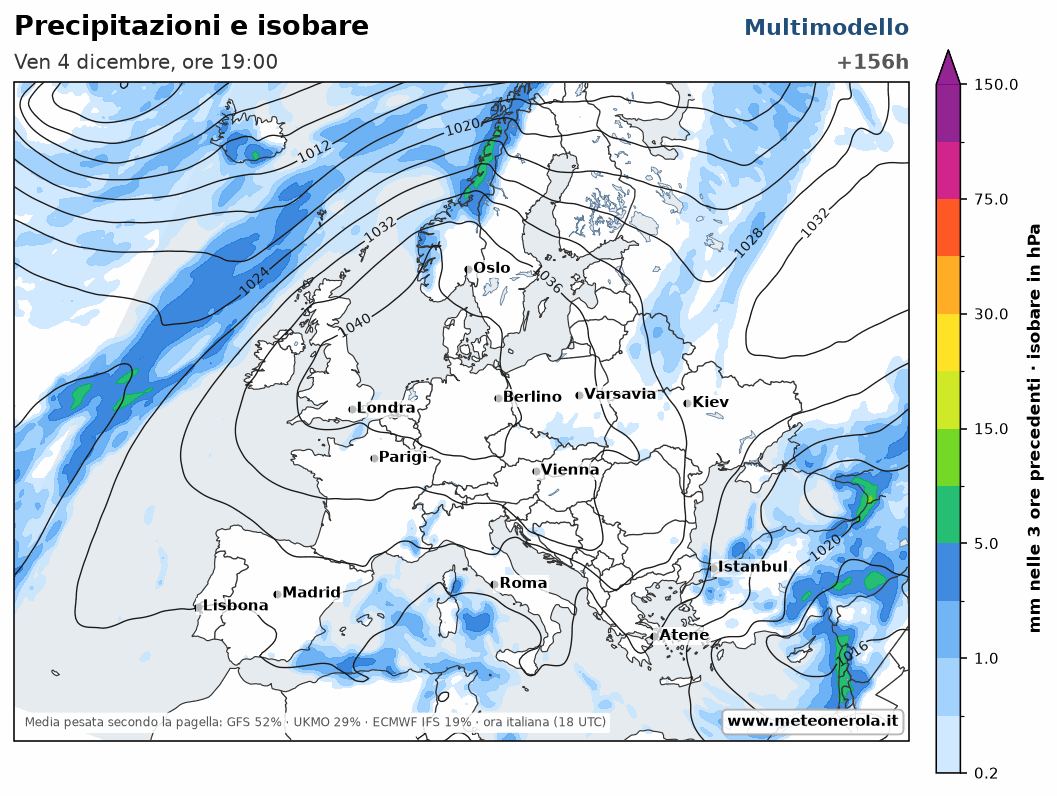 Precipitazioni e isobare
Multimodello
Ven 4 dicembre, ore 19:00
+156h
150.0
75.0
30.0
15.0
5.0
1.0
0.2
mm nelle 3 ore precedenti · isobare in hPa
1020
1012
1032
1028
1032
1024
1036
1040
1020
1016
Oslo
Londra
Berlino
Varsavia
Kiev
Parigi
Vienna
Istanbul
Roma
Madrid
Lisbona
Atene
Media pesata secondo la pagella: GFS 52% · UKMO 29% · ECMWF IFS 19% · ora italiana (18 UTC)
www.meteonerola.it